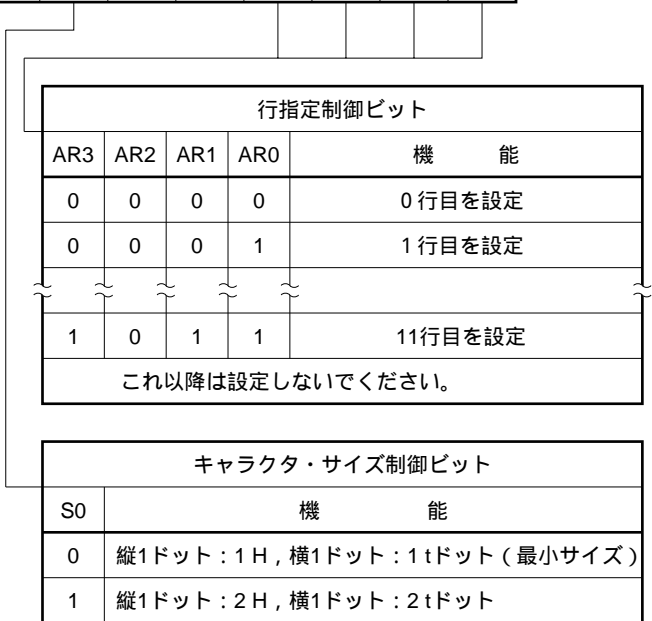 行指定制御ビット
AR3 AR2 AR1 AR0 機 能
0 0 0 0 0行目を設定
0 0 0 1 1行目を設定
1 0 1 1 11行目を設定
これ以降は設定しないでください。
キャラクタ・サイズ制御ビット
S0 機 能
0 縦1ドット:1H,横1ドット:1tドット(最小サイズ)
1 縦1ドット:2H,横1ドット:2tドット